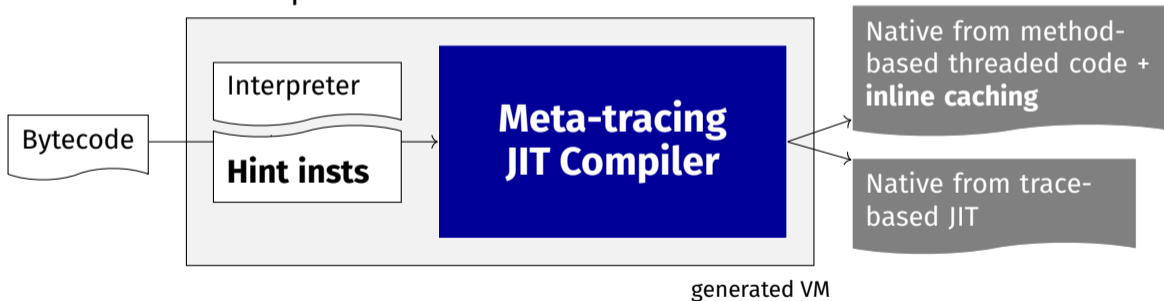 Bytecode
Interpreter
Hint insts
Meta-tracing
JIT Compiler
Native from method-
based threaded code +
inline caching
Native from trace-
based JIT
generated VM